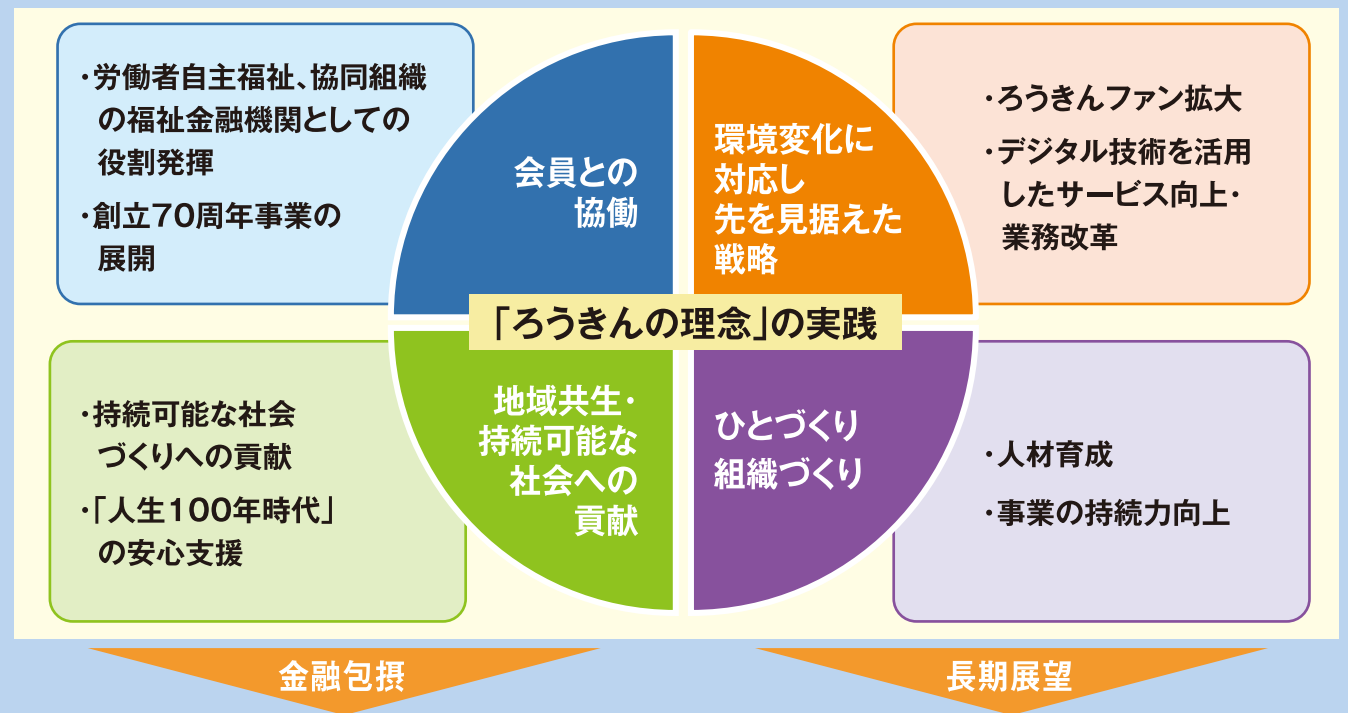 ・労働者自主福祉、協同組織
の福祉金融機関としての
役割発揮
・創立70周年事業の
展開
会員との
協働
環境変化に
対応し
先を見据えた
戦略
・ろうきんファン拡大
・デジタル技術を活用
したサービス向上・
業務改革
「ろうきんの理念」の実践
・持続可能な社会
づくりへの貢献
・「人生100年時代」
の安心支援
地域共生・
持続可能な
社会への
貢献
ひとづくり
組織づくり
・人材育成
・事業の持続力向上
金融包摂
長期展望